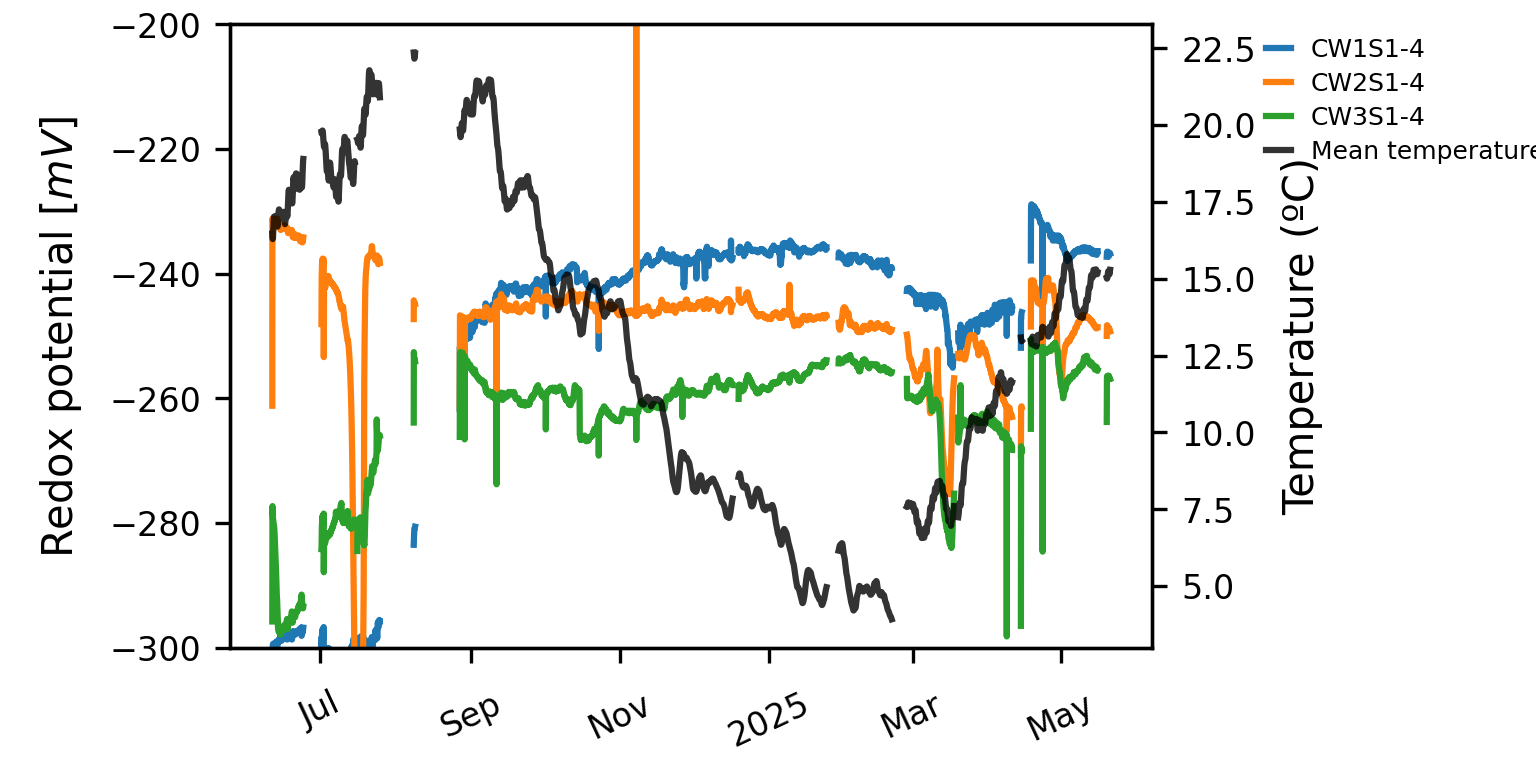 Redox potential [mV]
−200
−220
−240
−260
−280
−300
Jul
Sep
Nov
2025
Mar
May
22.5
20.0
17.5
15.0
12.5
10.0
7.5
5.0
Temperature (ºC)
CW1S1-4
CW2S1-4
CW3S1-4
Mean temperature